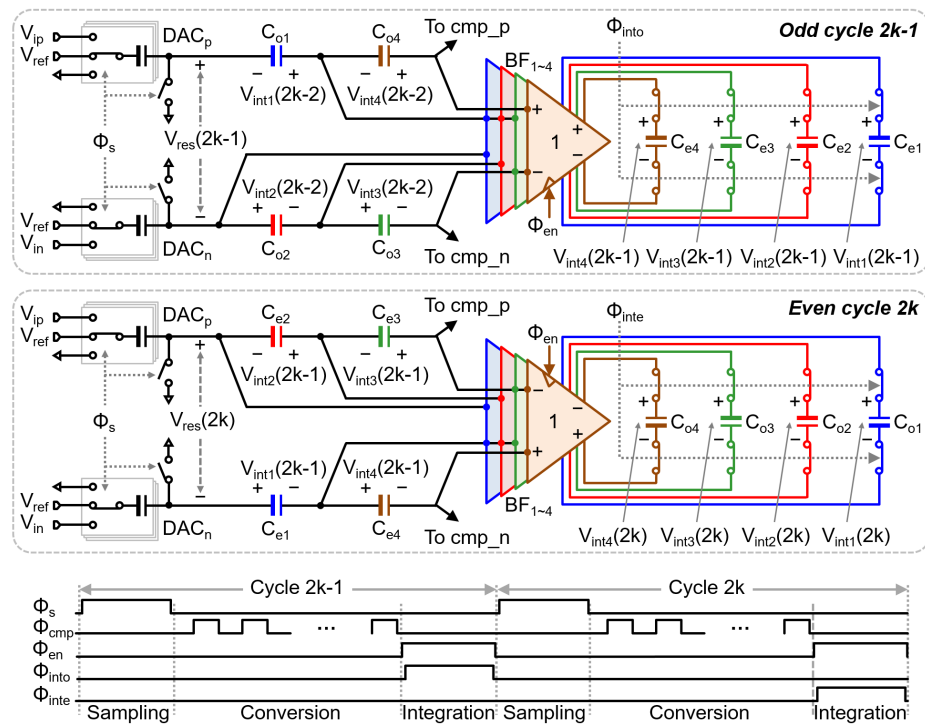 Odd cycle 2k-1
To cmp_p
V_ip
DAC_p
C_o1
C_o4
Φ_into
V_ref
BF_1~4
+
− + − +
V_int1(2k-2) V_int4(2k-2)
Φ_s
V_res(2k-1)
+
1
+
−
−
+ + + +
C_e4 C_e3 C_e2 C_e1
− − − −
V_int2(2k-2) V_int3(2k-2)
+ − + −
−
V_ref
V_in
DAC_n
C_o2
C_o3
Φ_en
To cmp_n
V_int4(2k-1) V_int3(2k-1) V_int2(2k-1) V_int1(2k-1)
Even cycle 2k
To cmp_p
V_ip
DAC_p
C_e2
C_e3
Φ_inte
V_ref
Φ_en
+
− + − +
V_int2(2k-1) V_int3(2k-1)
Φ_s
V_res(2k)
−
1
−
+
+
+ + + +
C_o4 C_o3 C_o2 C_o1
− − − −
V_int1(2k-1) V_int4(2k-1)
+ − + −
−
V_ref
V_in
DAC_n
C_e1
C_e4
BF_1~4
To cmp_n
V_int4(2k) V_int3(2k) V_int2(2k) V_int1(2k)
Cycle 2k-1 Cycle 2k
Φ_s
Φ_cmp ... ...
Φ_en
Φ_into
Φ_inte
Sampling Conversion Integration Sampling Conversion Integration